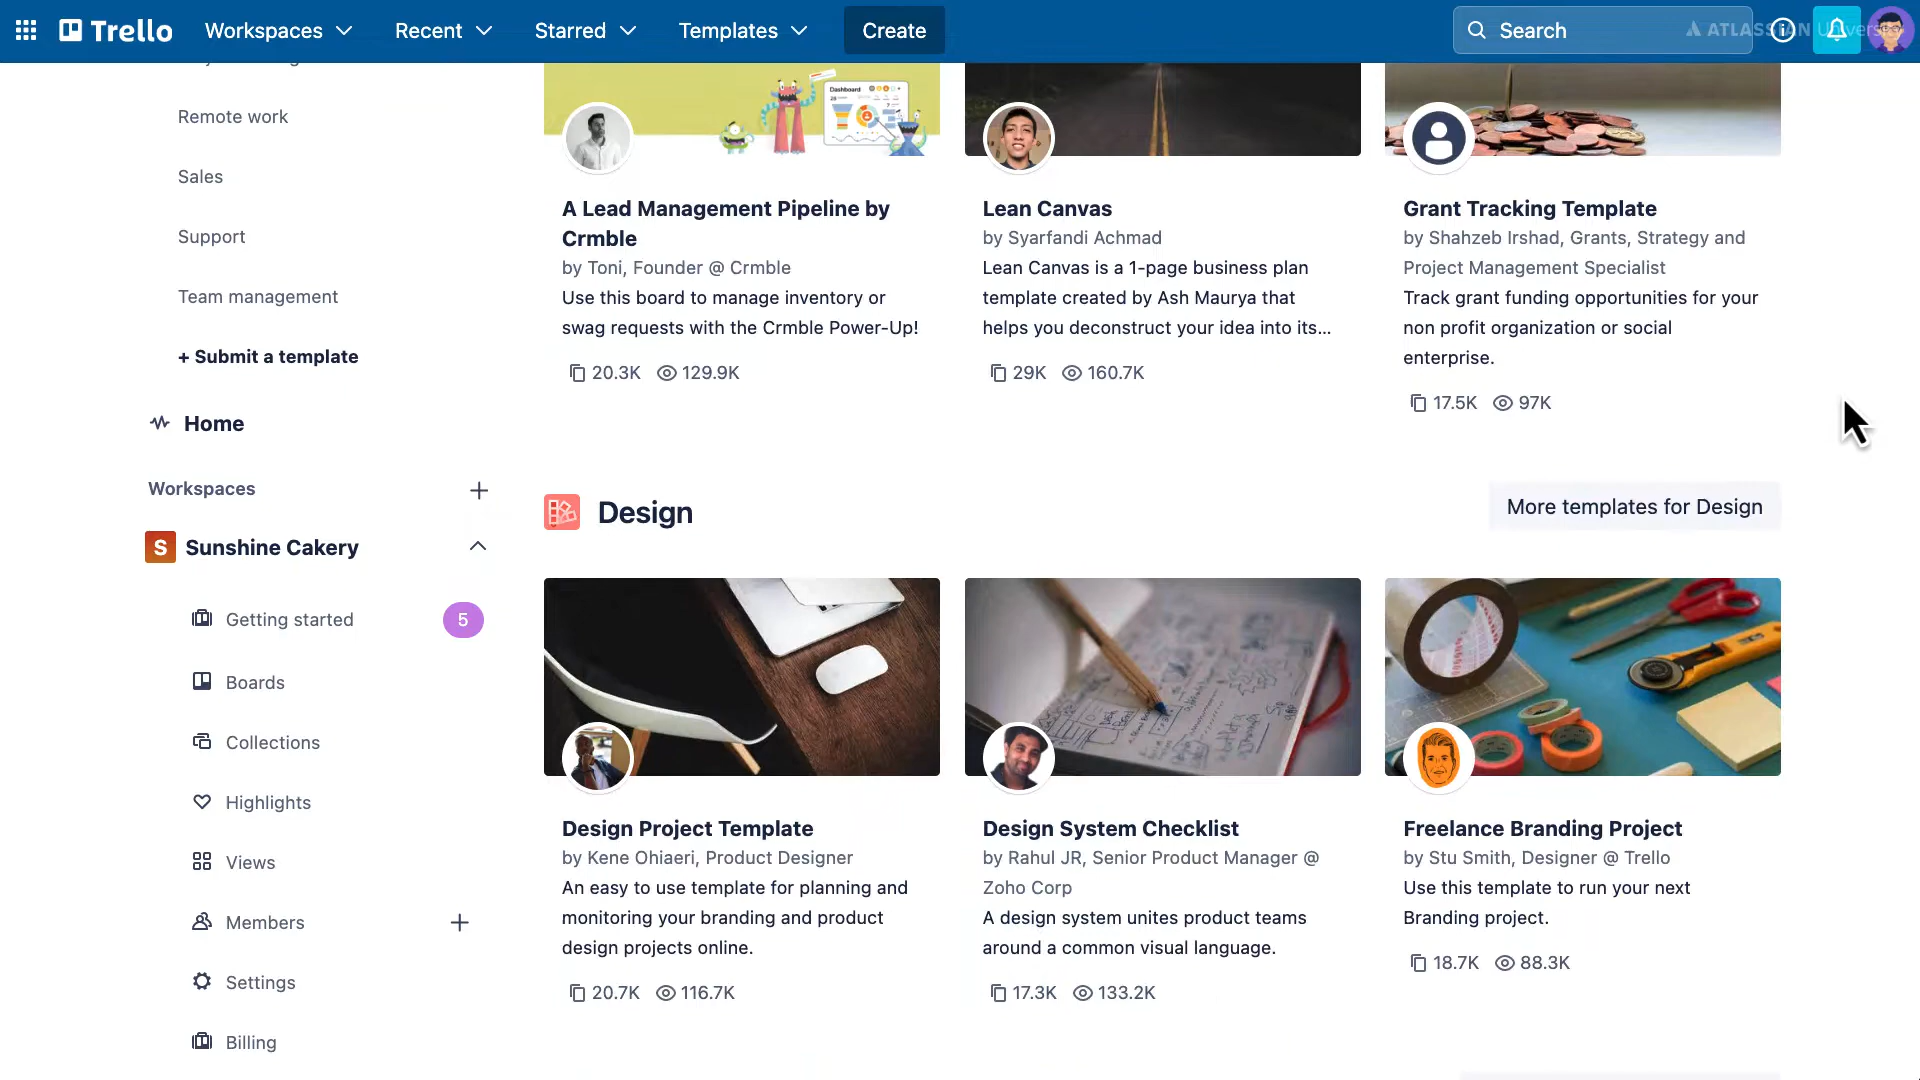 Trello
Workspaces
Recent
Starred
Templates
Create
Search
ATLASSIAN University
Remote work
Sales
Support
Team management
+ Submit a template
Home
Workspaces
S Sunshine Cakery
Getting started
5
Boards
Collections
Highlights
Views
Members
Settings
Billing
Dashboard
A Lead Management Pipeline by
Crmble
by Toni, Founder @ Crmble
Use this board to manage inventory or
swag requests with the Crmble Power-Up!
20.3K 129.9K
Lean Canvas
by Syarfandi Achmad
Lean Canvas is a 1-page business plan
template created by Ash Maurya that
helps you deconstruct your idea into its...
29K 160.7K
Grant Tracking Template
by Shahzeb Irshad, Grants, Strategy and
Project Management Specialist
Track grant funding opportunities for your
non profit organization or social
enterprise.
17.5K 97K
Design
More templates for Design
Design Project Template
by Kene Ohiaeri, Product Designer
An easy to use template for planning and
monitoring your branding and product
design projects online.
20.7K 116.7K
Design System Checklist
by Rahul JR, Senior Product Manager @
Zoho Corp
A design system unites product teams
around a common visual language.
17.3K 133.2K
Freelance Branding Project
by Stu Smith, Designer @ Trello
Use this template to run your next
Branding project.
18.7K 88.3K